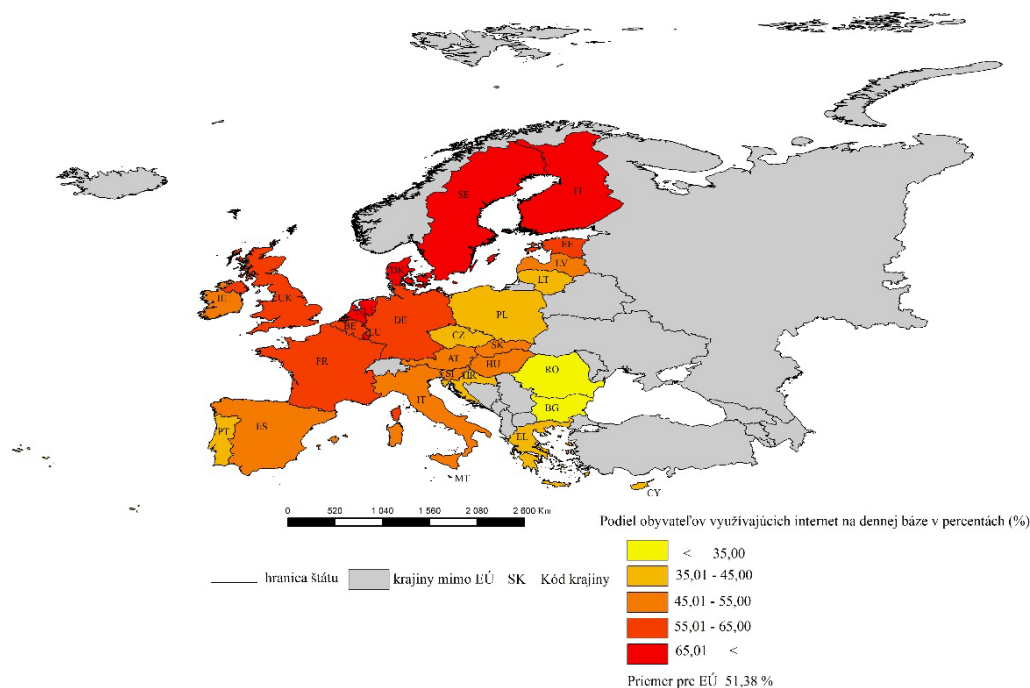 SE
FI
EE
LV
LT
DK
IE
UK
BE
LU
DE
PL
CZ
SK
FR
AT
HU
SI
HR
RO
IT
BG
PT
ES
EL
MT
CY
0 520 1 040 1 560 2 080 2 600 Km
Podiel obyvateľov využívajúcich internet na dennej báze v percentách (%)
< 35,00
35,01 - 45,00
45,01 - 55,00
55,01 - 65,00
65,01 <
hranica štátu krajiny mimo EÚ SK Kód krajiny
Priemer pre EÚ 51,38 %